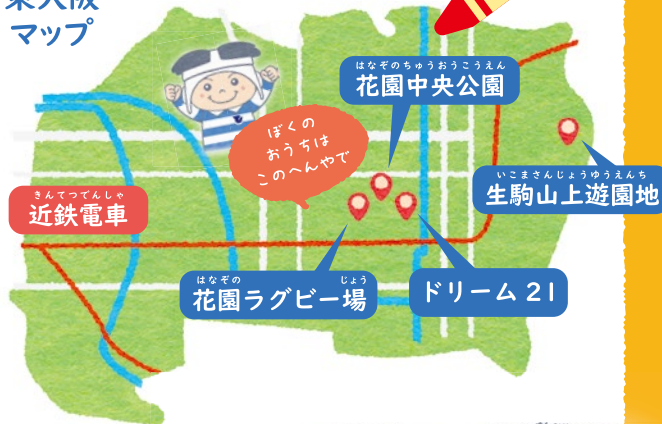 マップ
はなぞのちゅうおうこうえん
花園中央公園
ぼくの
おうちは
このへんやで
いこまさんじょうゆうえんち
生駒山上遊園地
きんてつでんしゃ
近鉄電車
はなぞの じょう
花園ラグビー場
ドリーム21